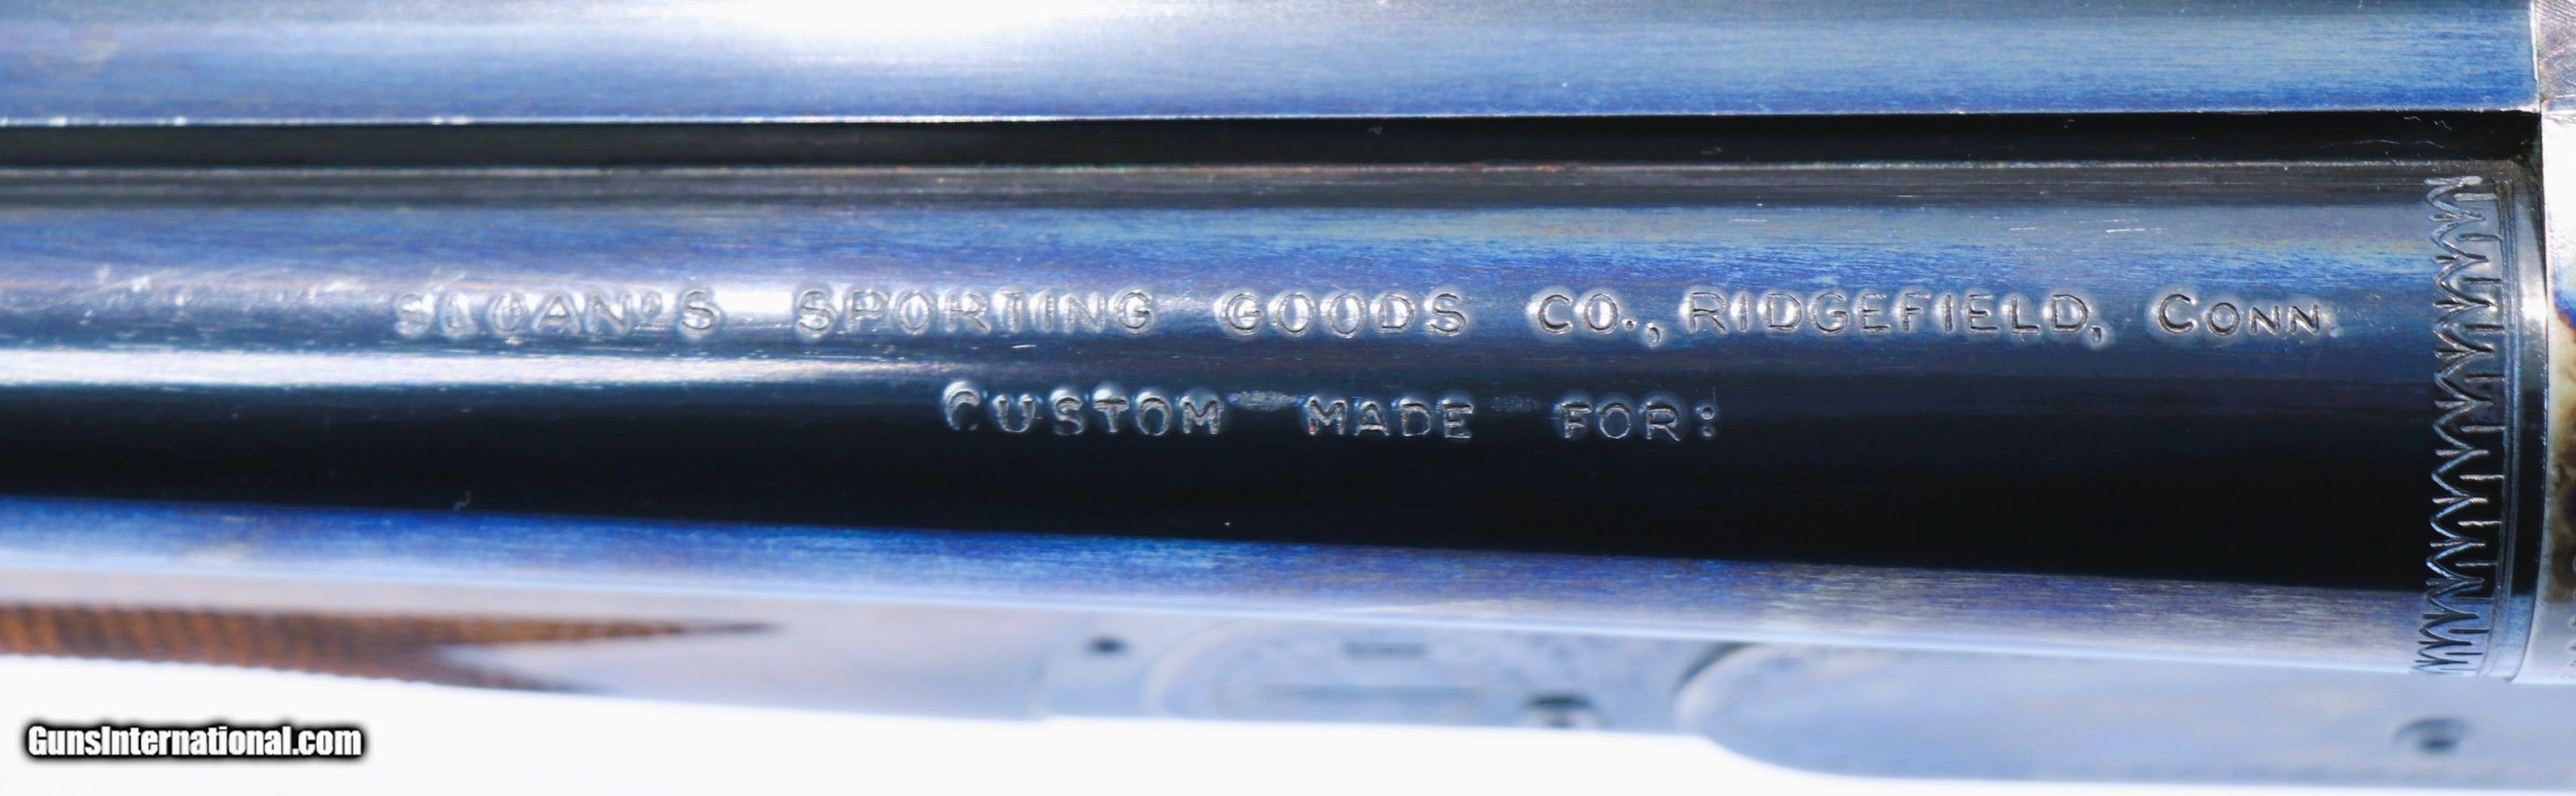 SLOAN'S SPORTING GOODS CO., RIDGEFIELD, CONN.
CUSTOM MADE FOR:
GunsInternational.com